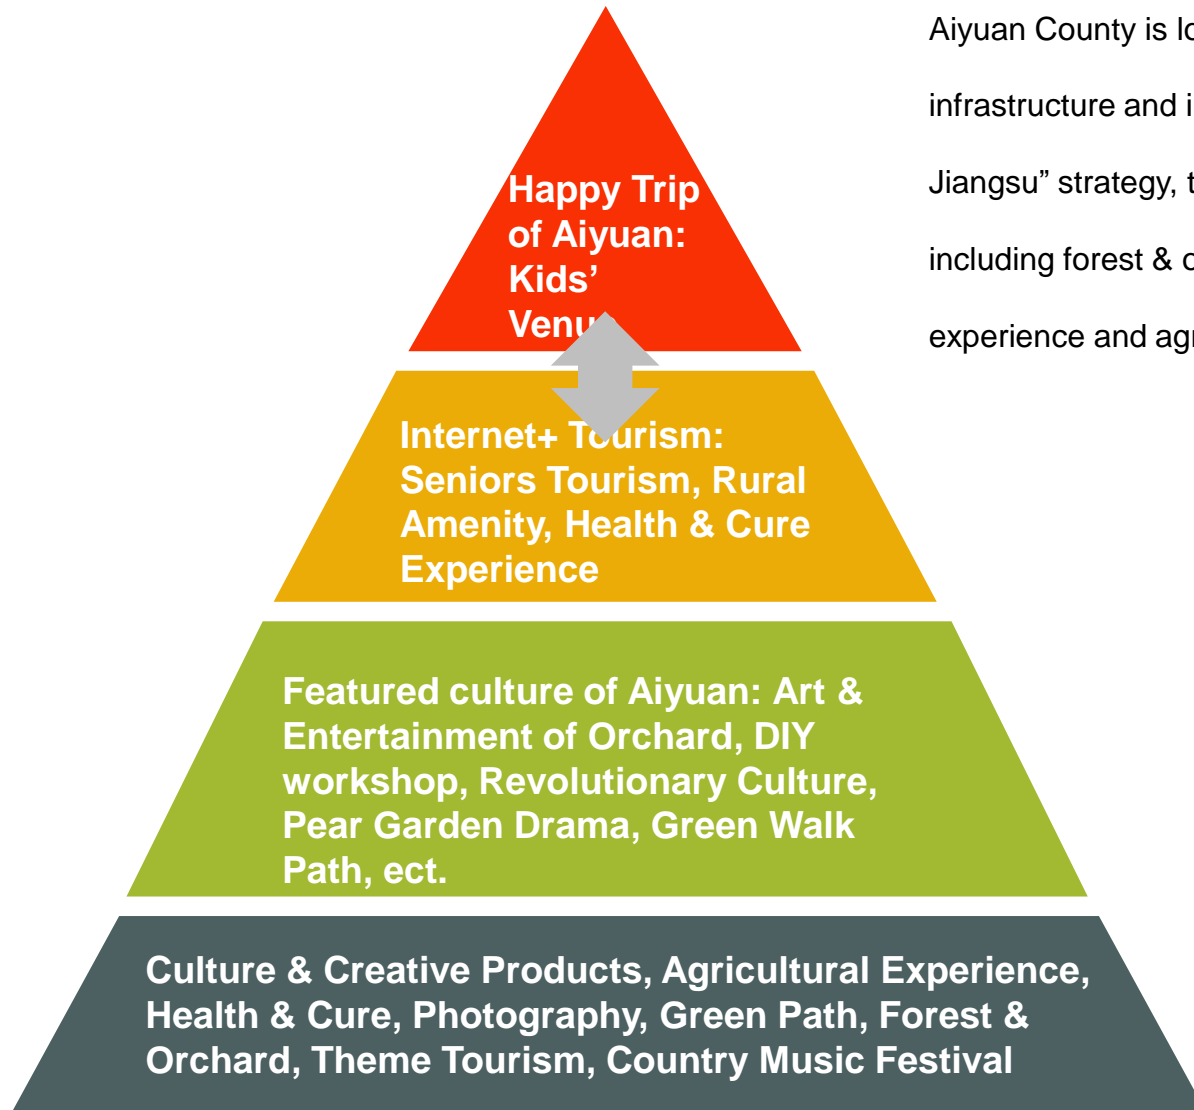 Happy Trip
of Aiyuan:
Kids’
Internet+ Tourism:
Seniors Tourism, Rural
Amenity, Health & Cure
Experience
Featured culture of Aiyuan: Art &
Entertainment of Orchard, DIY
workshop, Revolutionary Culture,
Pear Garden Drama, Green Walk
Path, ect.
Culture & Creative Products, Agricultural Experience,
Health & Cure, Photography, Green Path, Forest &
Orchard, Theme Tourism, Country Music Festival
Aiyuan County is
infrastructure and
Jiangsu” strategy,
including forest &
experience and